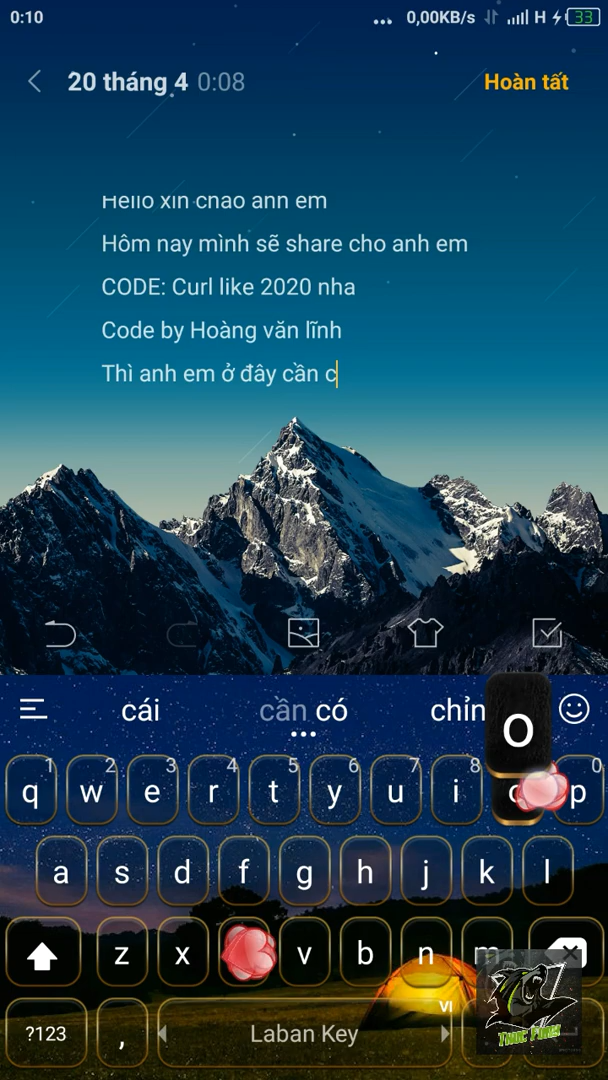 0:10
0,00KB/s
H
33
20 tháng 4 0:08
Hoàn tất
Hello xin chào anh em
Hôm nay mình sẽ share cho anh em
CODE: Curl like 2020 nha
Code by Hoàng văn lĩnh
Thì anh em ở đây cần c
cái
cần có
chỉn
o
1 2 3 4 5 6 7 8 0
q w e r t y u i o p
a s d f g h j k l
z x v b n m
VI
?123 , Laban Key